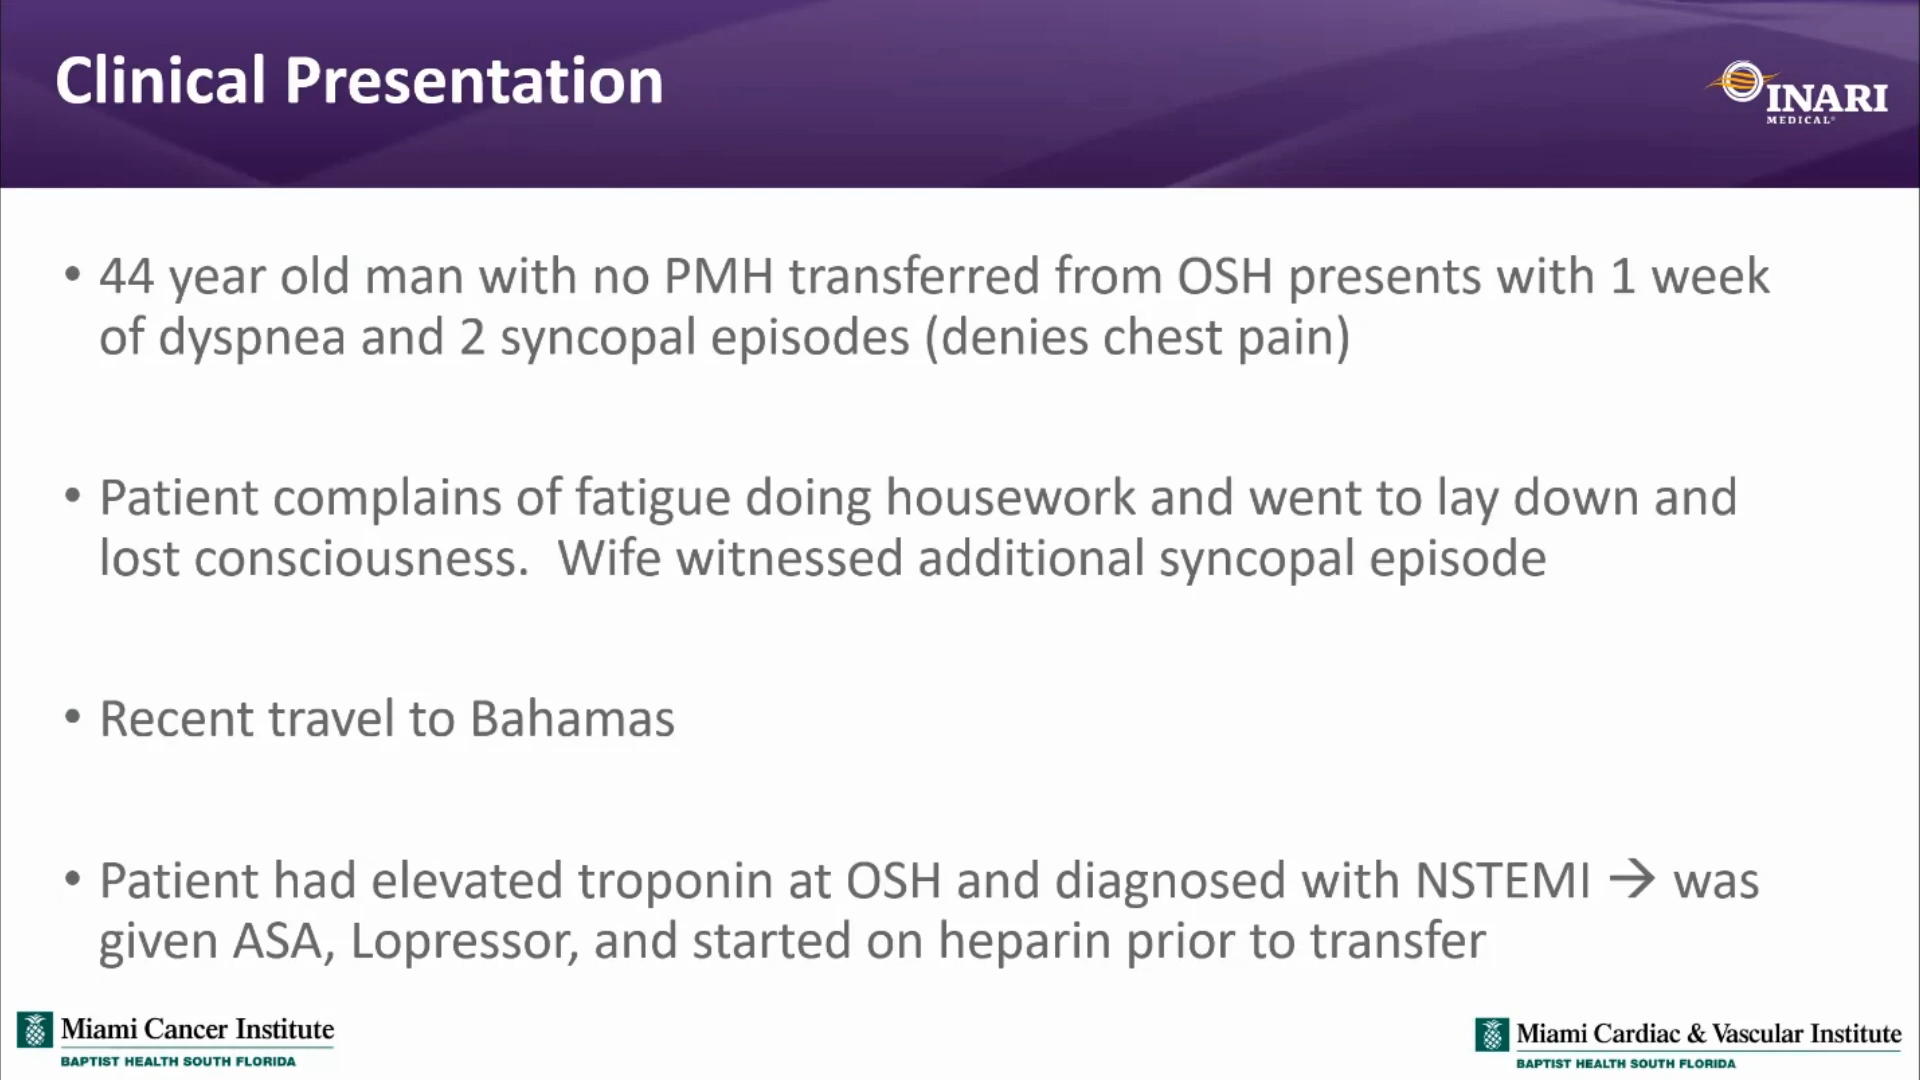 Clinical Presentation
INARI
MEDICAL®
• 44 year old man with no PMH transferred from OSH presents with 1 week
of dyspnea and 2 syncopal episodes (denies chest pain)
• Patient complains of fatigue doing housework and went to lay down and
lost consciousness.  Wife witnessed additional syncopal episode
• Recent travel to Bahamas
• Patient had elevated troponin at OSH and diagnosed with NSTEMI → was
given ASA, Lopressor, and started on heparin prior to transfer
Miami Cancer Institute
BAPTIST HEALTH SOUTH FLORIDA
Miami Cardiac & Vascular Institute
BAPTIST HEALTH SOUTH FLORIDA